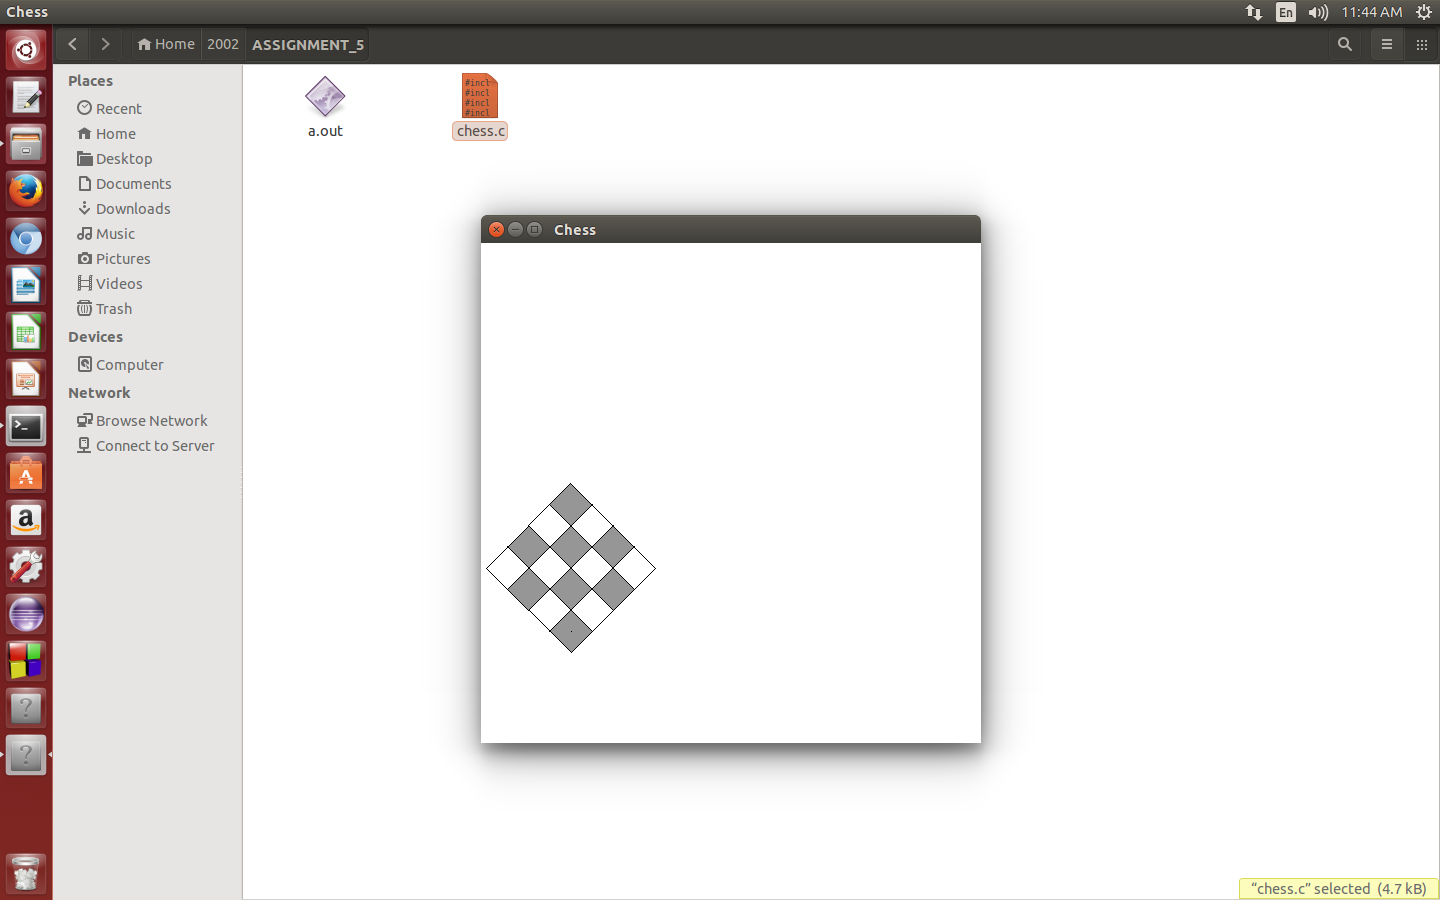 Chess
En
11:44 AM
Home
2002
ASSIGNMENT_5
Places
Recent
Home
Desktop
Documents
Downloads
Music
Pictures
Videos
Trash
Devices
Computer
Network
Browse Network
Connect to Server
#incl
#incl
#incl
#incl
a.out
chess.c
Chess
“chess.c” selected (4.7 kB)